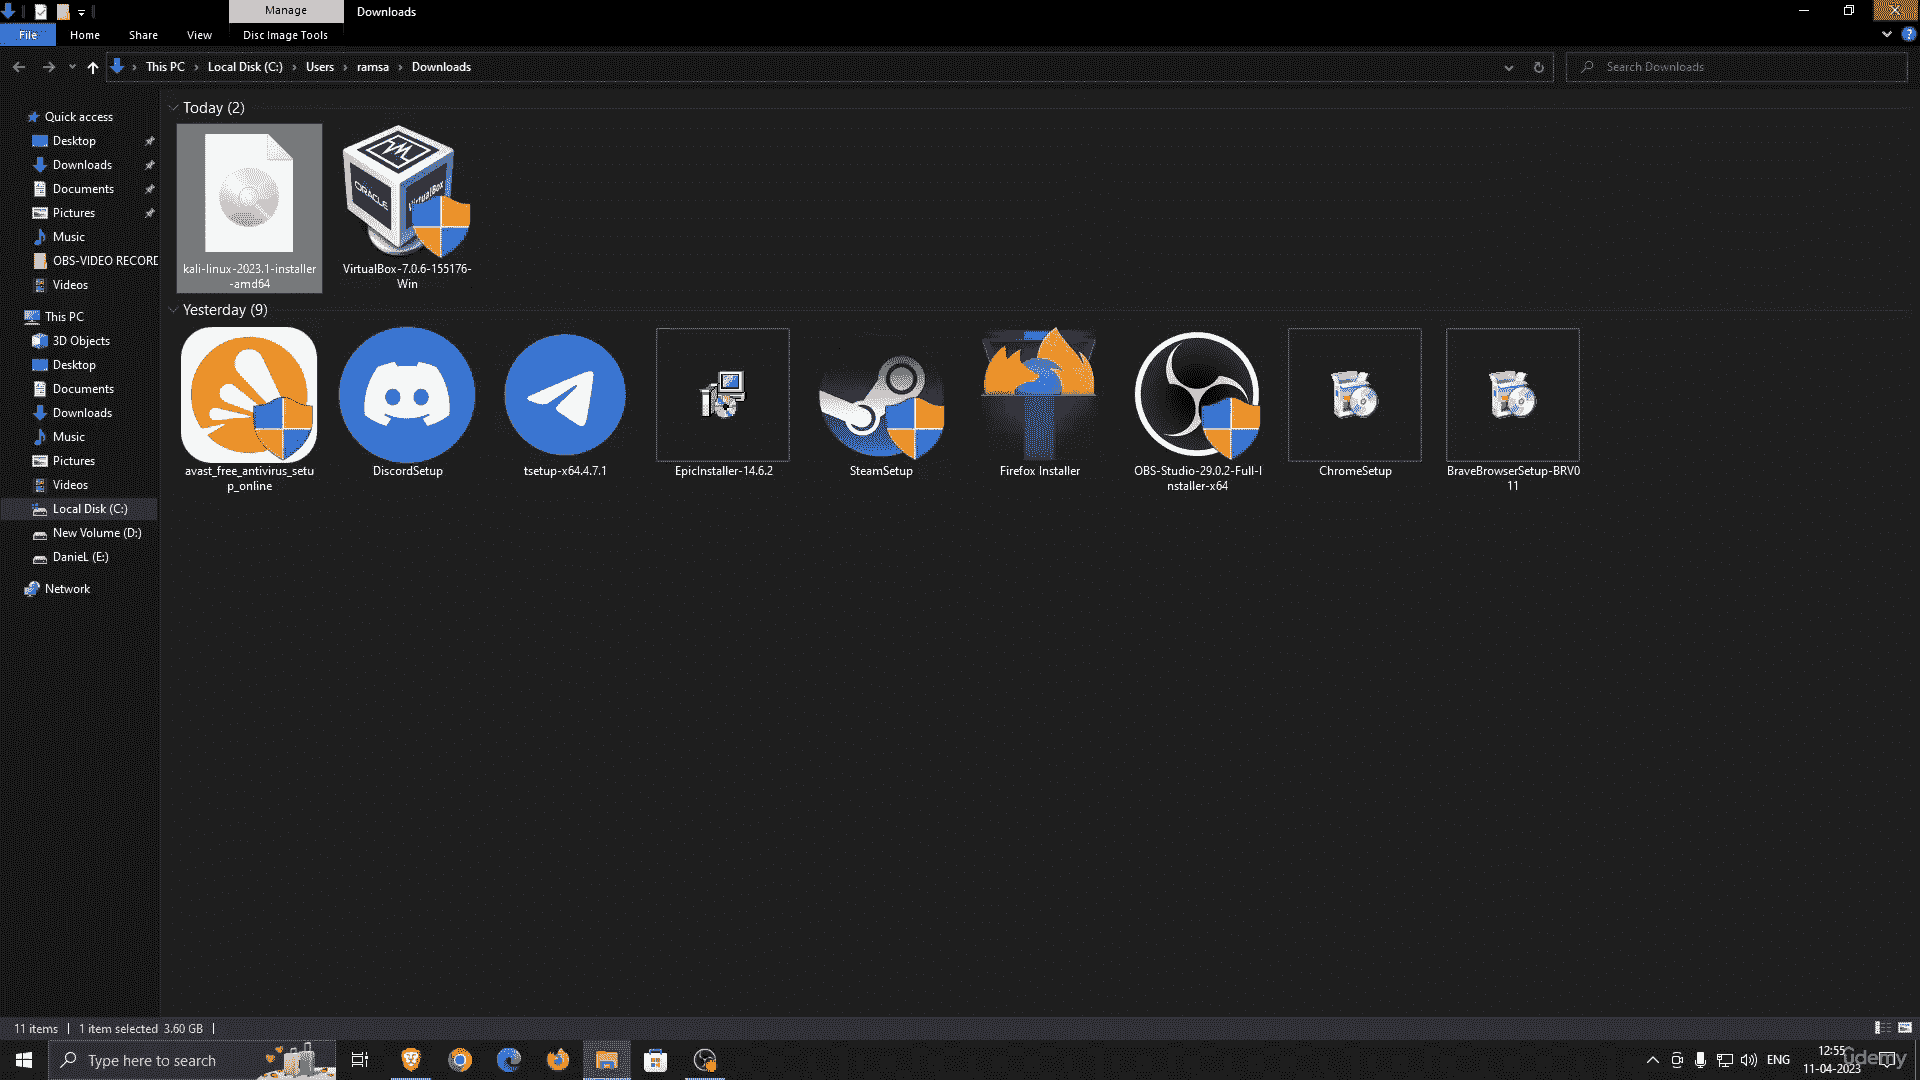 Manage
Downloads
File
Home
Share
View
Disc Image Tools
This PC
Local Disk (C:)
Users
ramsa
Downloads
Search Downloads
Quick access
Desktop
Downloads
Documents
Pictures
Music
OBS-VIDEO RECORD
Videos
This PC
3D Objects
Desktop
Documents
Downloads
Music
Pictures
Videos
Local Disk (C:)
New Volume (D:)
DanieL (E:)
Network
Today (2)
ORACLE
VirtualBox
kali-linux-2023.1-installer
-amd64
VirtualBox-7.0.6-155176-
Win
Yesterday (9)
avast_free_antivirus_setu
p_online
DiscordSetup
tsetup-x64.4.7.1
EpicInstaller-14.6.2
SteamSetup
Firefox Installer
OBS-Studio-29.0.2-Full-I
nstaller-x64
ChromeSetup
BraveBrowserSetup-BRV0
11
11 items
1 item selected 3.60 GB
Type here to search
ENG
12:55
11-04-2023
udemy